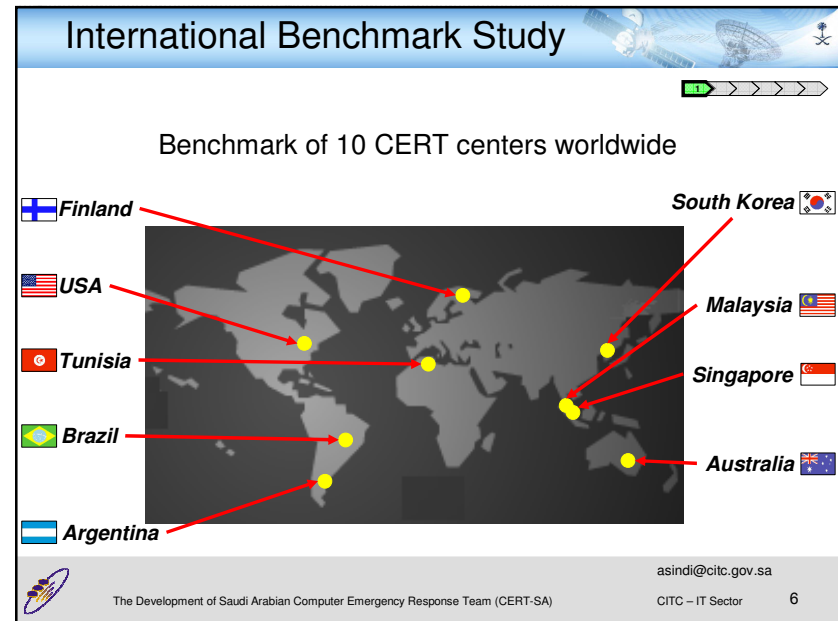 International Benchmark Study
1
Benchmark of 10 CERT centers worldwide
Finland
USA
Tunisia
Brazil
Argentina
South Korea
Malaysia
Singapore
Australia
asindi@citc.gov.sa
The Development of Saudi Arabian Computer Emergency Response Team (CERT-SA)
CITC – IT Sector
6